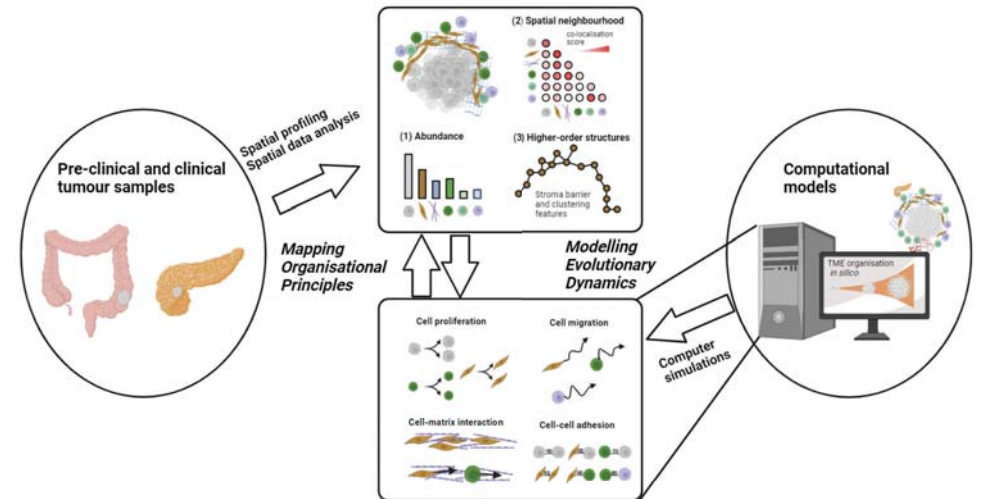 Pre-clinical and clinical
tumour samples
Spatial profiling
Spatial data analysis
(2) Spatial neighbourhood
co-localisation
score
(1) Abundance
(3) Higher-order structures
Stroma barrier
and clustering
features
Mapping
Organisational
Principles
Modelling
Evolutionary
Dynamics
Cell proliferation
Cell migration
Cell-matrix interaction
Cell-cell adhesion
Computer
simulations
Computational
models
TME organisation
in silico